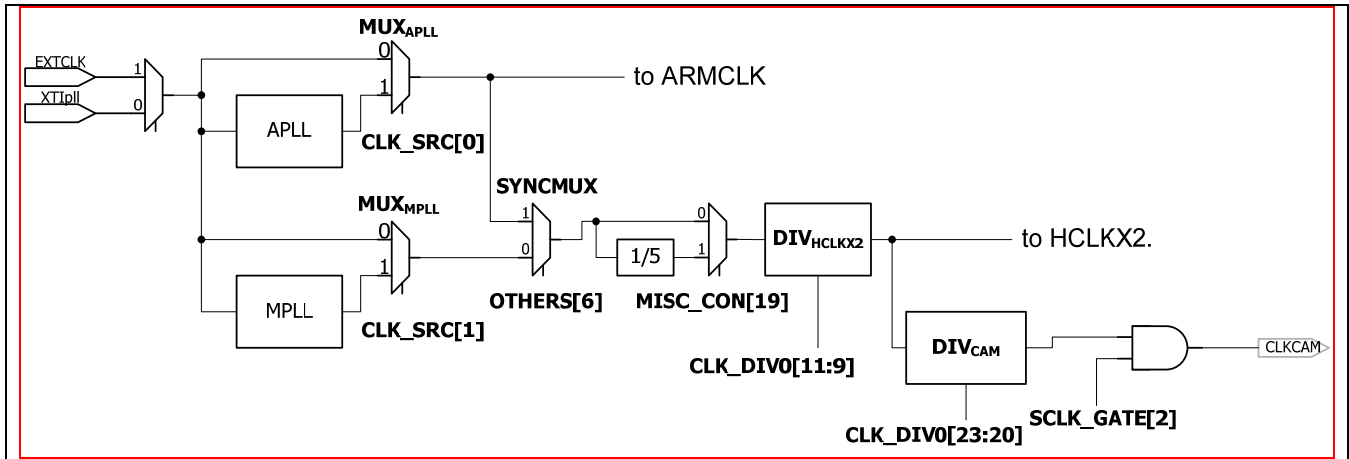 MUXAPLL
EXTCLK
1
0
to ARMCLK
XTIpll
0
1
APLL
CLK_SRC[0]
SYNCMUX
MUXMPLL
1
0
0
0
DIVHCLKX2
to HCLKX2.
1/5
1
1
OTHERS[6]
MISC_CON[19]
MPLL
CLK_SRC[1]
DIVCAM
CLKCAM
CLK_DIV0[11:9]
SCLK_GATE[2]
CLK_DIV0[23:20]